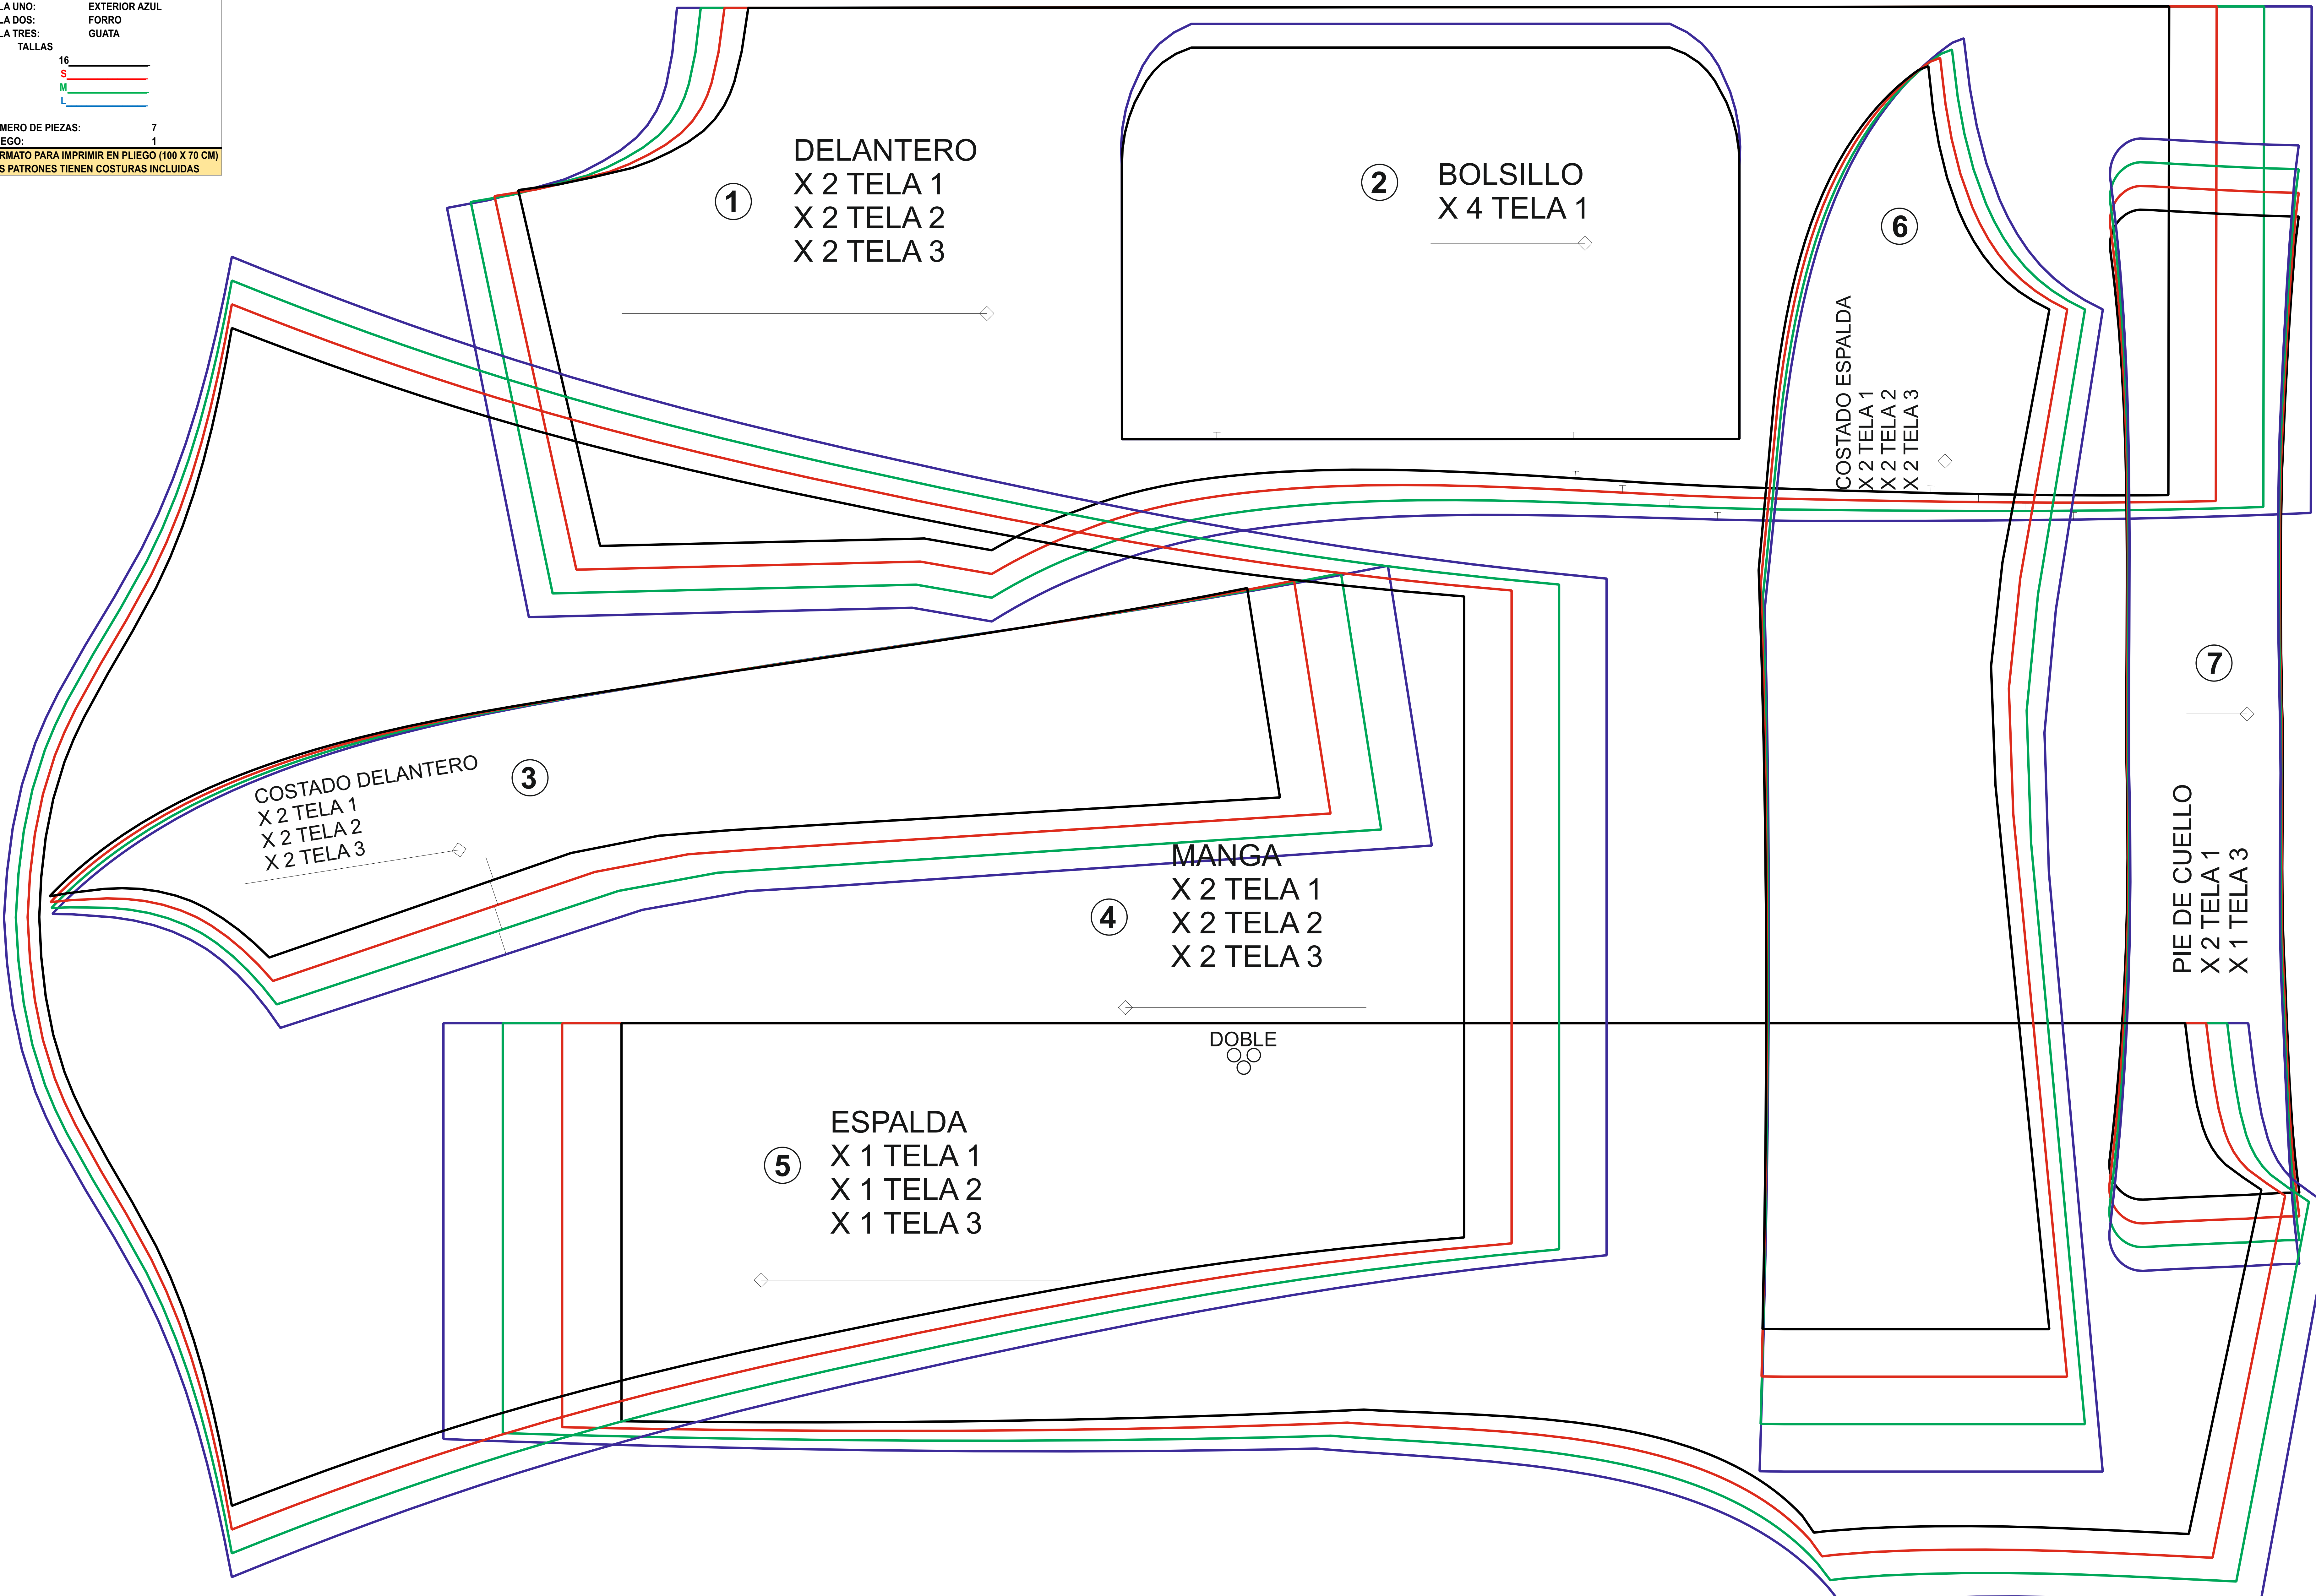 LA UNO: EXTERIOR AZUL
LA DOS: FORRO
LA TRES: GUATA
TALLAS
16
S
M
L
MERO DE PIEZAS: 7
EGO: 1
RMATO PARA IMPRIMIR EN PLIEGO (100 X 70 CM)
S PATRONES TIENEN COSTURAS INCLUIDAS
1
DELANTERO
X 2 TELA 1
X 2 TELA 2
X 2 TELA 3
2
BOLSILLO
X 4 TELA 1
6
COSTADO ESPALDA
X 2 TELA 1
X 2 TELA 2
X 2 TELA 3
7
PIE DE CUELLO
X 2 TELA 1
X 1 TELA 3
3
COSTADO DELANTERO
X 2 TELA 1
X 2 TELA 2
X 2 TELA 3
4
MANGA
X 2 TELA 1
X 2 TELA 2
X 2 TELA 3
DOBLE
5
ESPALDA
X 1 TELA 1
X 1 TELA 2
X 1 TELA 3